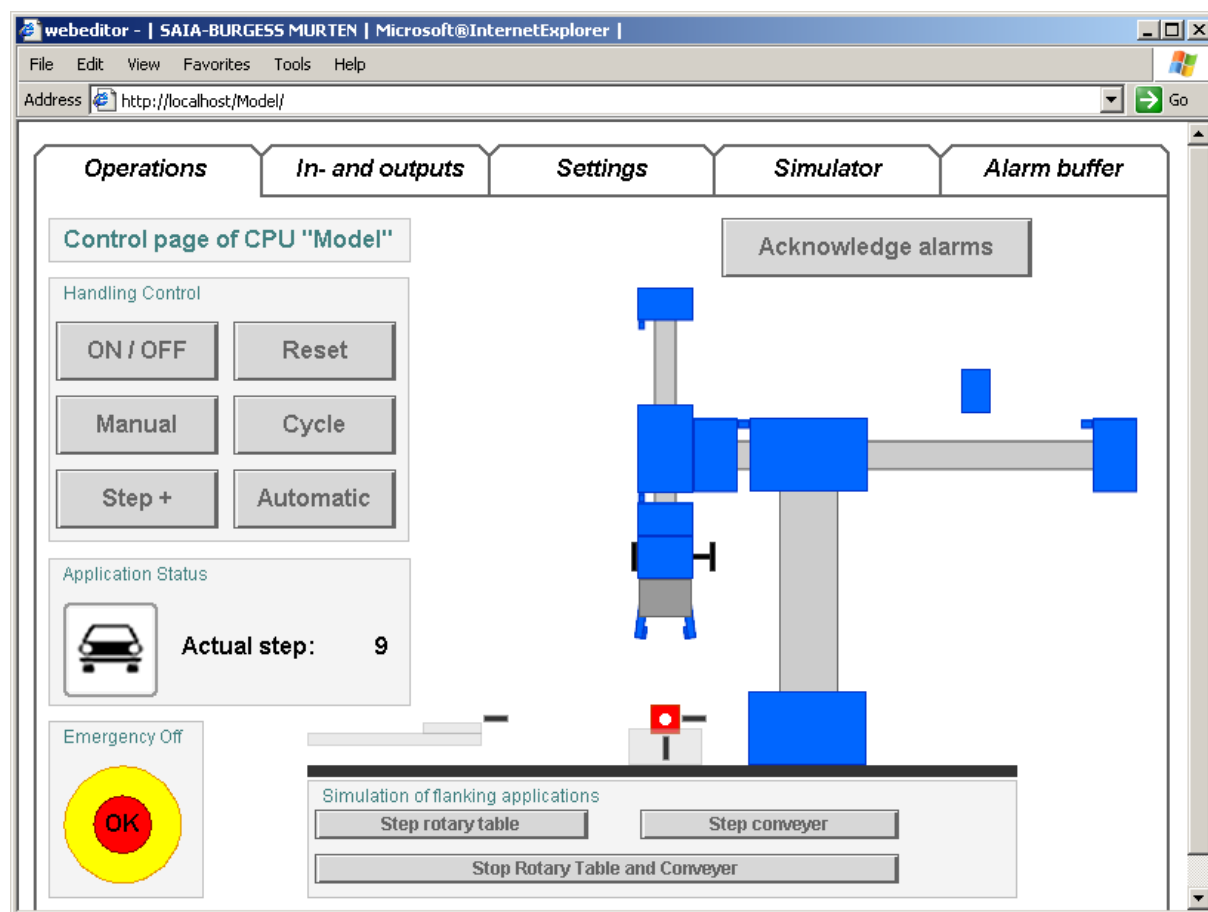 webeditor - | SAIA-BURGESS MURTEN | Microsoft®InternetExplorer |
File Edit View Favorites Tools Help
Address http://localhost/Model/ Go
Operations In- and outputs Settings Simulator Alarm buffer
Control page of CPU "Model"
Acknowledge alarms
Handling Control
ON / OFF Reset
Manual Cycle
Step + Automatic
Application Status
Actual step: 9
Emergency Off
OK
Simulation of flanking applications
Step rotary table Step conveyer
Stop Rotary Table and Conveyer